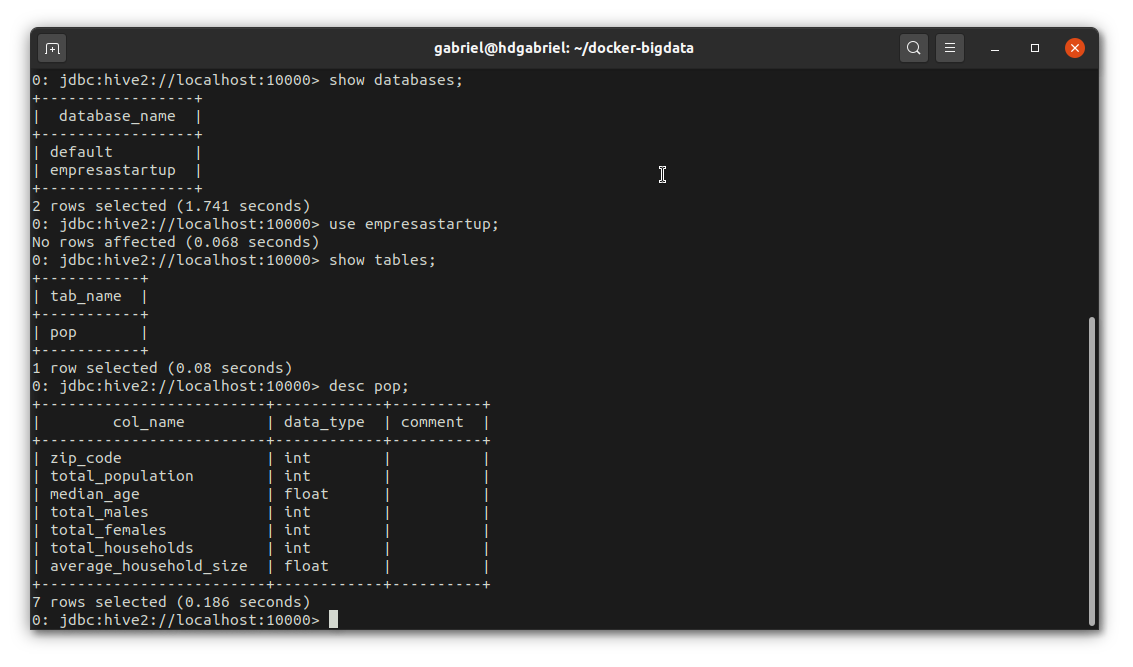 gabriel@hdgabriel: ~/docker-bigdata
0: jdbc:hive2://localhost:10000> show databases;
+-----------------+
|  database_name  |
+-----------------+
| default         |
| empresastartup  |
+-----------------+
2 rows selected (1.741 seconds)
0: jdbc:hive2://localhost:10000> use empresastartup;
No rows affected (0.068 seconds)
0: jdbc:hive2://localhost:10000> show tables;
+-----------+
| tab_name  |
+-----------+
| pop       |
+-----------+
1 row selected (0.08 seconds)
0: jdbc:hive2://localhost:10000> desc pop;
+-------------------------+------------+----------+
|        col_name         | data_type  | comment  |
+-------------------------+------------+----------+
| zip_code                | int        |          |
| total_population        | int        |          |
| median_age              | float      |          |
| total_males             | int        |          |
| total_females           | int        |          |
| total_households        | int        |          |
| average_household_size  | float      |          |
+-------------------------+------------+----------+
7 rows selected (0.186 seconds)
0: jdbc:hive2://localhost:10000>